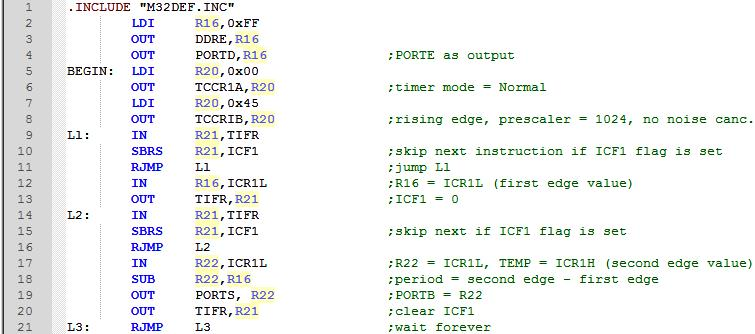 1 .INCLUDE "M32DEF.INC"
2 LDI R16,0xFF
3 OUT DDRE,R16
4 OUT PORTD,R16 ;PORTE as output
5 BEGIN: LDI R20,0x00
6 OUT TCCR1A,R20 ;timer mode = Normal
7 LDI R20,0x45
8 OUT TCCRIB,R20 ;rising edge, prescaler = 1024, no noise canc.
9 L1: IN R21,TIFR
10 SBRS R21,ICF1 ;skip next instruction if ICF1 flag is set
11 RJMP L1 ;jump L1
12 IN R16,ICR1L ;R16 = ICR1L (first edge value)
13 OUT TIFR,R21 ;ICF1 = 0
14 L2: IN R21,TIFR
15 SBRS R21,ICF1 ;skip next if ICF1 flag is set
16 RJMP L2
17 IN R22,ICR1L ;R22 = ICR1L, TEMP = ICR1H (second edge value)
18 SUB R22,R16 ;period = second edge - first edge
19 OUT PORTS, R22 ;PORTB = R22
20 OUT TIFR,R21 ;clear ICF1
21 L3: RJMP L3 ;wait forever